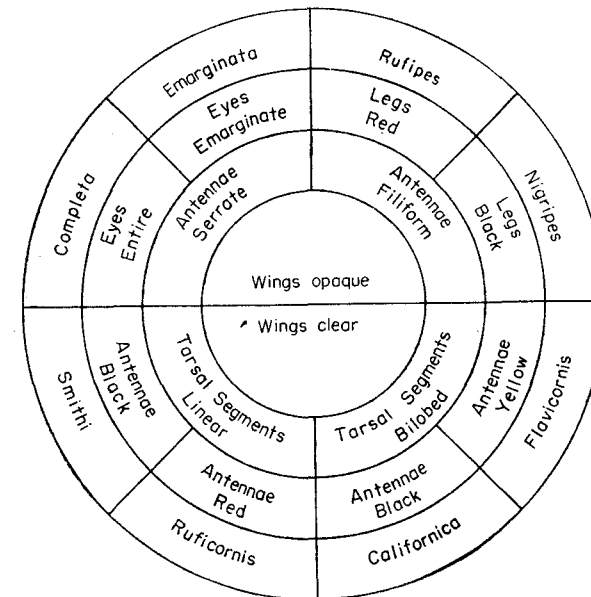 Emarginata
Rufipes
Eyes
Emarginate
Legs
Red
Completa
Eyes
Entire
Antennae
Serrate
Antennae
Filiform
Legs
Black
Nigripes
Wings opaque
Wings clear
Smithi
Antennae
Black
Tarsal Segments
Linear
Tarsal Segments
Bilobed
Antennae
Yellow
Flavicornis
Antennae
Red
Antennae
Black
Ruficornis
Californica